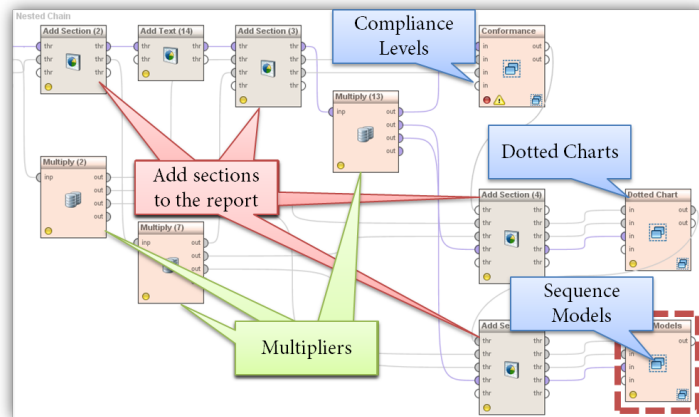 Nested Chain
Add Section (2)
thr thr
thr thr
thr thr
Add Text (14)
thr thr
thr thr
thr thr
Add Section (3)
thr thr
thr thr
thr thr
thr thr
Compliance
Levels
Conformance
in out
in out
in
in
Multiply (13)
inp out
out
out
out
Multiply (2)
inp out
out
out
out
Add sections
to the report
Dotted Charts
Add Section (4)
thr thr
thr thr
thr thr
thr thr
thr thr
Dotted Chart
in out
in out
in
in
Multiply (7)
inp out
out
out
Sequence
Models
Multipliers
Add Se
thr
thr thr
thr thr
thr thr
thr thr
Models
out
in
in
in